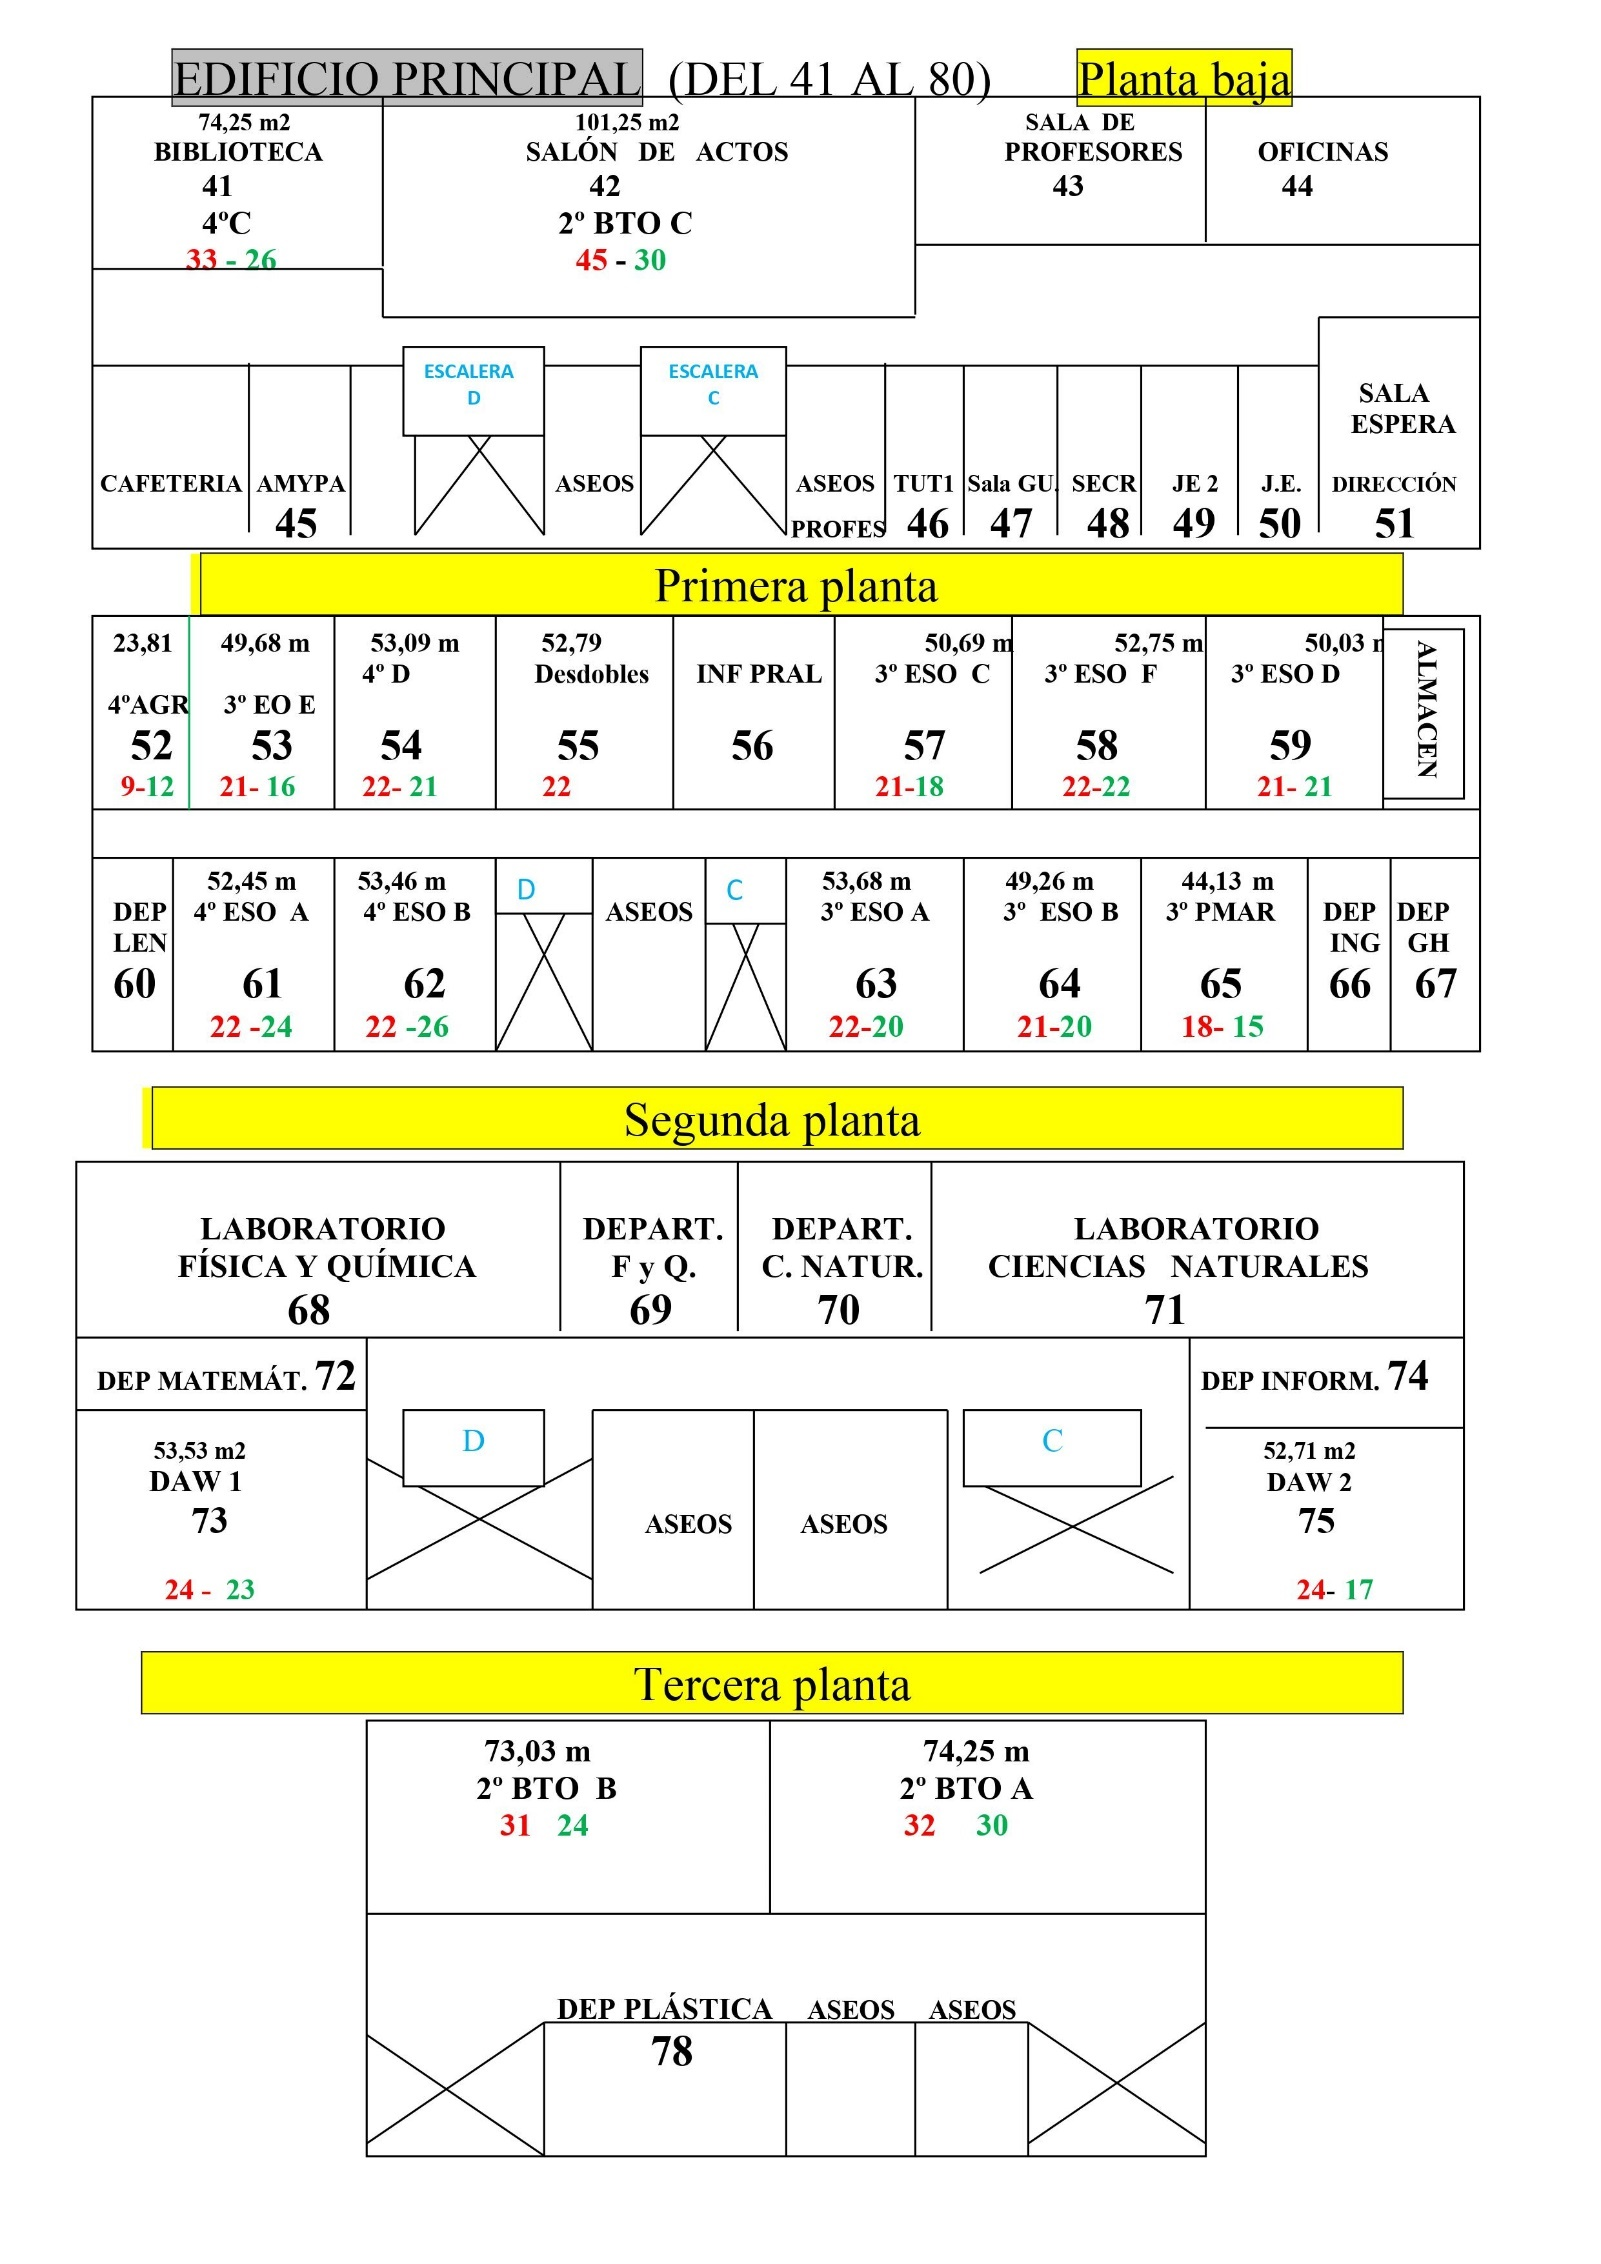 EDIFICIO PRINCIPAL (DEL 41 AL 80) Planta baja
74,25 m2
BIBLIOTECA
41
4ºC
33 - 26
101,25 m2
SALÓN DE ACTOS
42
2º BTO C
45 - 30
SALA DE
PROFESORES
43
OFICINAS
44
ESCALERA
D
ESCALERA
C
SALA
ESPERA
CAFETERIA
AMYPA
45
ASEOS
ASEOS
PROFES
TUT1
46
Sala GU.
47
SECR
48
JE 2
49
J.E.
50
DIRECCIÓN
51
Primera planta
23,81
4ºAGR
52
9-12
49,68 m
3º EO E
53
21- 16
53,09 m
4º D
54
22- 21
52,79
Desdobles
55
22
INF PRAL
56
50,69 m
3º ESO C
57
21-18
52,75 m
3º ESO F
58
22-22
50,03
3º ESO D
59
21- 21
ALMACEN
DEP
LEN
60
52,45 m
4º ESO A
61
22 -24
53,46 m
4º ESO B
62
22 -26
D
ASEOS
C
53,68 m
3º ESO A
63
22-20
49,26 m
3º ESO B
64
21-20
44,13 m
3º PMAR
65
18- 15
DEP
ING
66
DEP
GH
67
Segunda planta
LABORATORIO
FÍSICA Y QUÍMICA
68
DEPART.
F y Q.
69
DEPART.
C. NATUR.
70
LABORATORIO
CIENCIAS NATURALES
71
DEP MATEMÁT. 72
DEP INFORM. 74
53,53 m2
DAW 1
73
24 - 23
D
ASEOS
ASEOS
C
52,71 m2
DAW 2
75
24- 17
Tercera planta
73,03 m
2º BTO B
31 24
74,25 m
2º BTO A
32 30
DEP PLÁSTICA
78
ASEOS
ASEOS